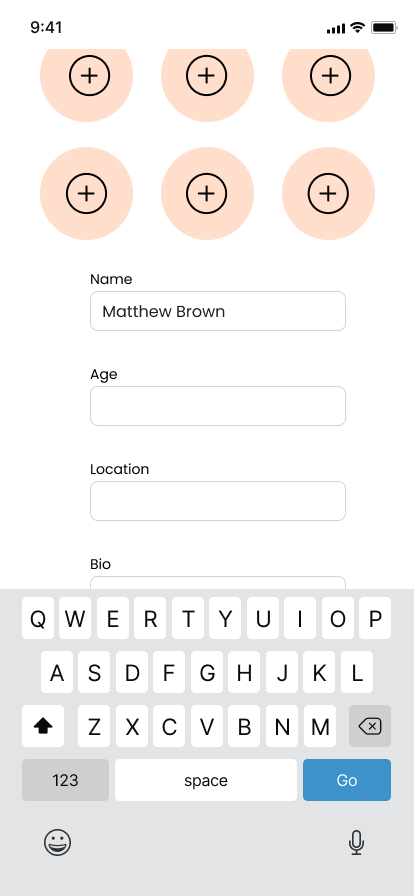 9:41
Name
Matthew Brown
Age
Location
Bio
Q W E R T Y U I O P
A S D F G H J K L
Z X C V B N M
123 space Go